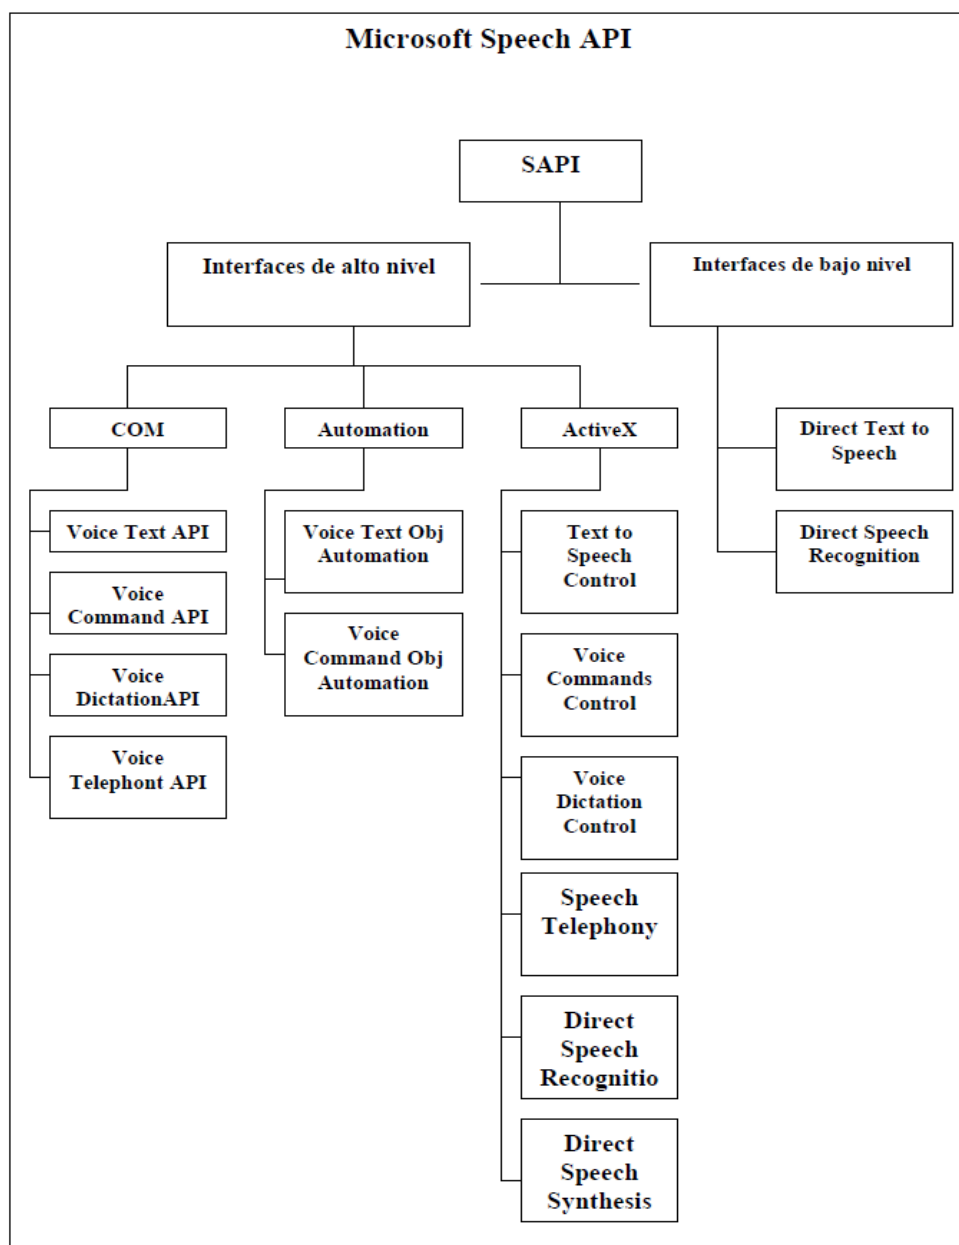 Microsoft Speech API
SAPI
Interfaces de alto nivel
Interfaces de bajo nivel
COM
Automation
ActiveX
Direct Text to
Speech
Voice Text API
Voice Text Obj
Automation
Text to
Speech
Control
Direct Speech
Recognition
Voice
Command API
Voice
Command Obj
Automation
Voice
Commands
Control
Voice
DictationAPI
Voice
Telephont API
Voice
Dictation
Control
Speech
Telephony
Direct
Speech
Recognitio
Direct
Speech
Synthesis